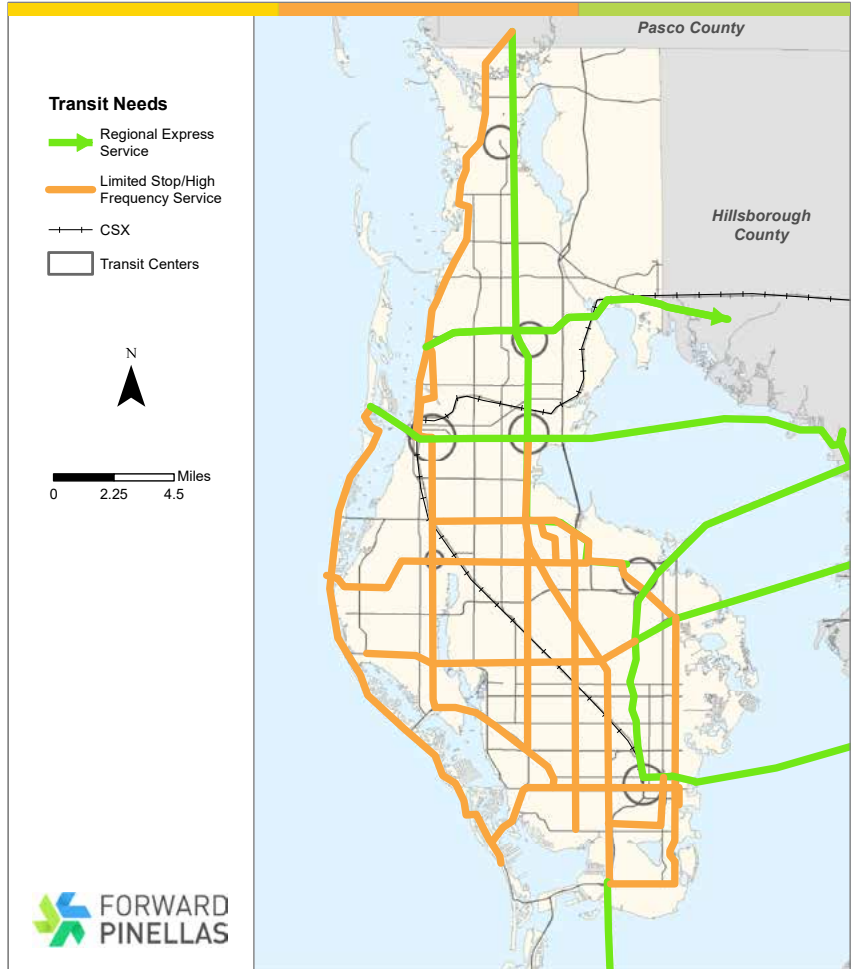 Pasco County
Transit Needs
Regional Express
Service
Limited Stop/High
Frequency Service
CSX
Transit Centers
Hillsborough
County
N
Miles
0 2.25 4.5
FORWARD
PINELLAS